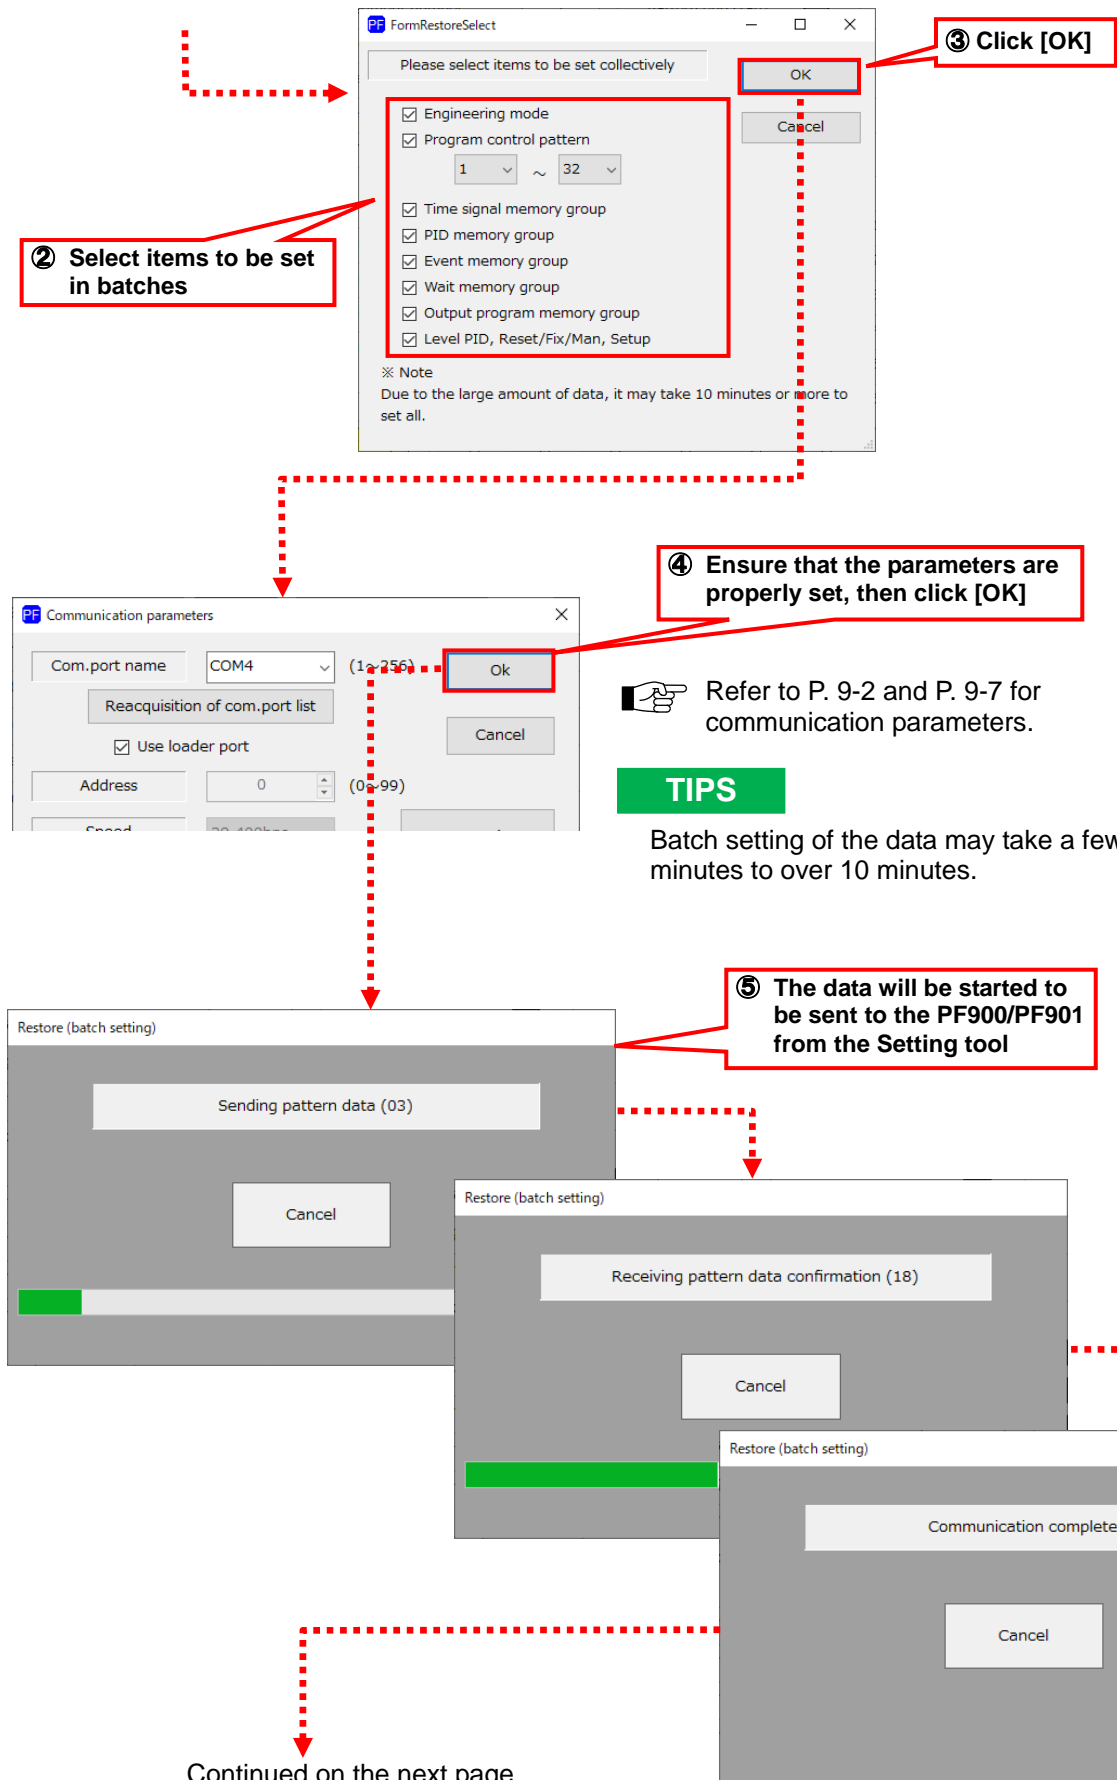 PF FormRestoreSelect
③ Click [OK]
Please select items to be set collectively
OK
Cancel
☑ Engineering mode
☑ Program control pattern
1 ～ 32
☑ Time signal memory group
☑ PID memory group
☑ Event memory group
☑ Wait memory group
☑ Output program memory group
☑ Level PID, Reset/Fix/Man, Setup
② Select items to be set
in batches
※ Note
Due to the large amount of data, it may take 10 minutes or more to
set all.
④ Ensure that the parameters are
properly set, then click [OK]
PF Communication parameters
Com.port name COM4 (1~256) Ok
Reacquisition of com.port list
☑ Use loader port
Cancel
Address 0 (0~99)
Refer to P. 9-2 and P. 9-7 for
communication parameters.
TIPS
Batch setting of the data may take a few
minutes to over 10 minutes.
⑤ The data will be started to
be sent to the PF900/PF901
from the Setting tool
Restore (batch setting)
Sending pattern data (03)
Cancel
Restore (batch setting)
Receiving pattern data confirmation (18)
Cancel
Restore (batch setting)
Communication complete
Cancel
Continued on the next page